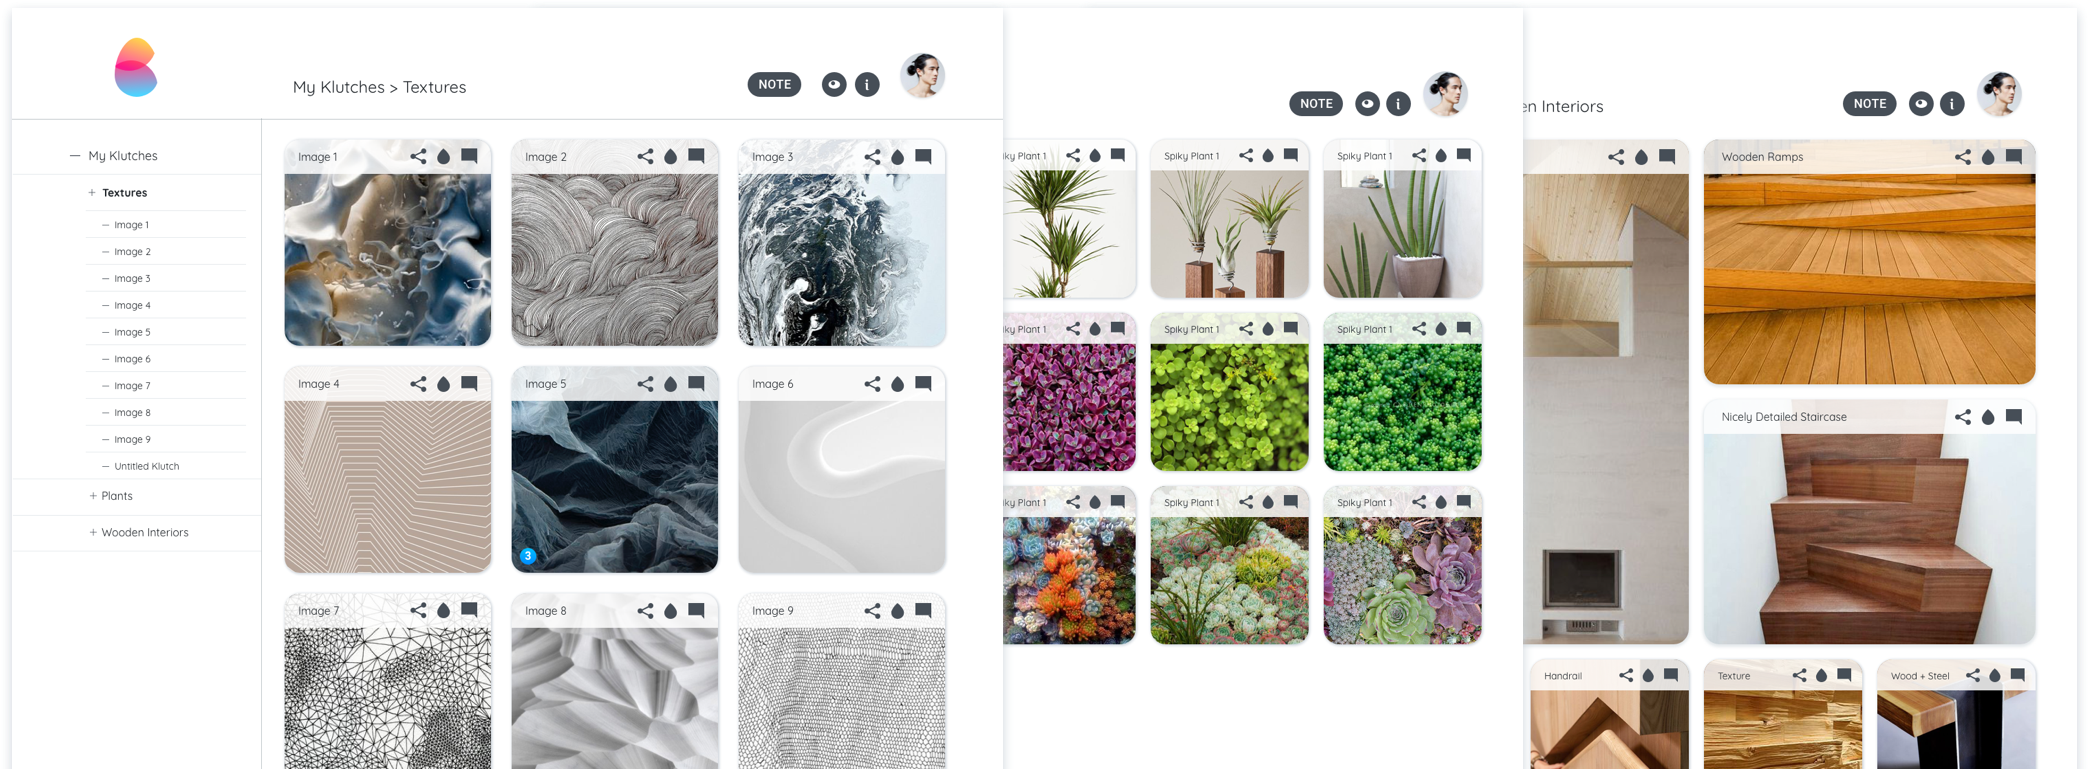 My Klutches > Textures
NOTE
i
— My Klutches
+ Textures
— Image 1
— Image 2
— Image 3
— Image 4
— Image 5
— Image 6
— Image 7
— Image 8
— Image 9
— Untitled Klutch
+ Plants
+ Wooden Interiors
Image 1
Image 2
Image 3
Image 4
Image 5
3
Image 6
Image 7
Image 8
Image 9
NOTE
i
iky Plant 1
Spiky Plant 1
Spiky Plant 1
iky Plant 1
Spiky Plant 1
Spiky Plant 1
iky Plant 1
Spiky Plant 1
Spiky Plant 1
en Interiors
NOTE
i
Wooden Ramps
Nicely Detailed Staircase
Handrail
Texture
Wood + Steel